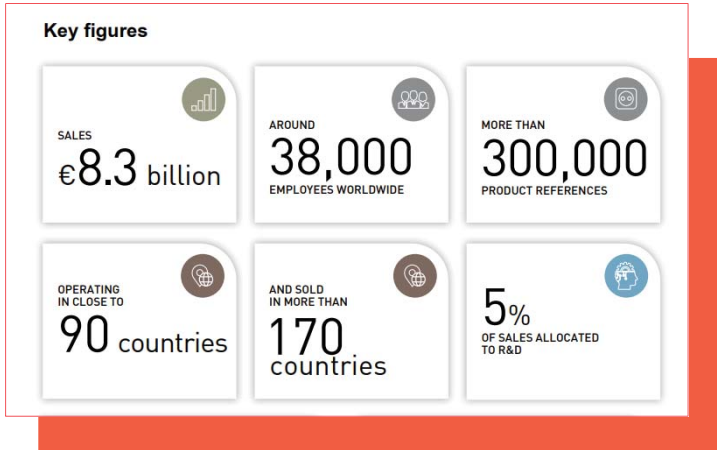 Key figures
SALES
€8.3 billion
AROUND
38,000
EMPLOYEES WORLDWIDE
MORE THAN
300,000
PRODUCT REFERENCES
OPERATING
IN CLOSE TO
90 countries
AND SOLD
IN MORE THAN
170
countries
5%
OF SALES ALLOCATED
TO R&D